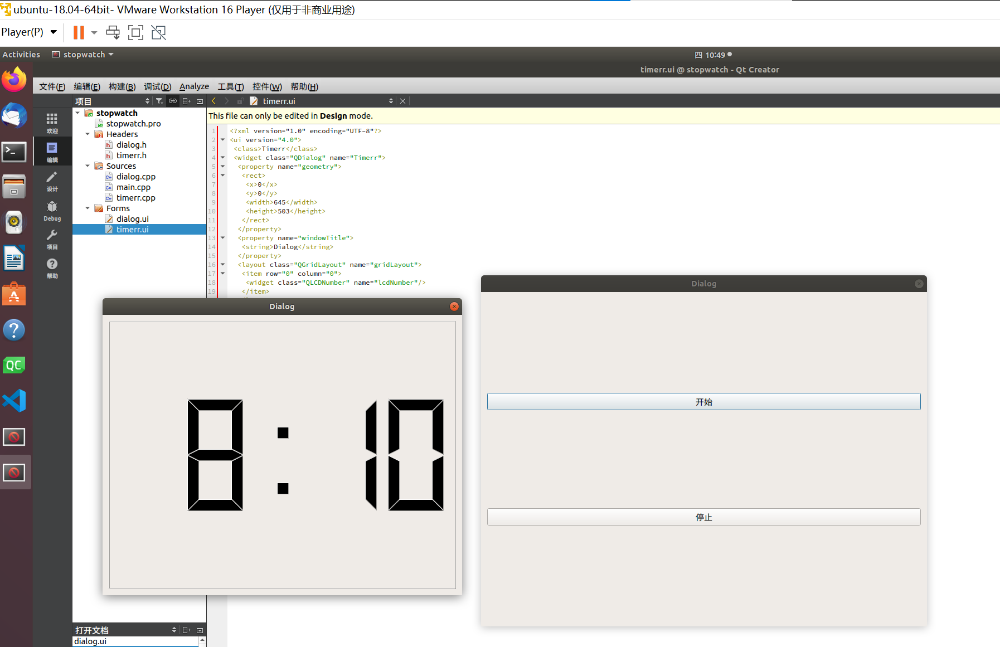 ubuntu-18.04-64bit- VMware Workstation 16 Player (仅用于非商业用途)
Player(P)
Activities
stopwatch
四 10:49
timerr.ui @ stopwatch - Qt Creator
文件(F) 编辑(E) 构建(B) 调试(D) Analyze 工具(T) 控件(W) 帮助(H)
项目
timerr.ui
欢迎
编辑
设计
Debug
项目
帮助
stopwatch
stopwatch.pro
Headers
dialog.h
timerr.h
Sources
dialog.cpp
main.cpp
timerr.cpp
Forms
dialog.ui
timerr.ui
This file can only be edited in Design mode.
1 <?xml version="1.0" encoding="UTF-8"?>
2 <ui version="4.0">
3 <class>Timerr</class>
4 <widget class="QDialog" name="Timerr">
5 <property name="geometry">
6 <rect>
7 <x>0</x>
8 <y>0</y>
9 <width>645</width>
10 <height>503</height>
11 </rect>
12 </property>
13 <property name="windowTitle">
14 <string>Dialog</string>
15 </property>
16 <layout class="QGridLayout" name="gridLayout">
17 <item row="0" column="0">
18 <widget class="QLCDNumber" name="lcdNumber"/>
19 </item>
Dialog
8: 10
Dialog
开始
停止
QC
打开文档
dialog.ui